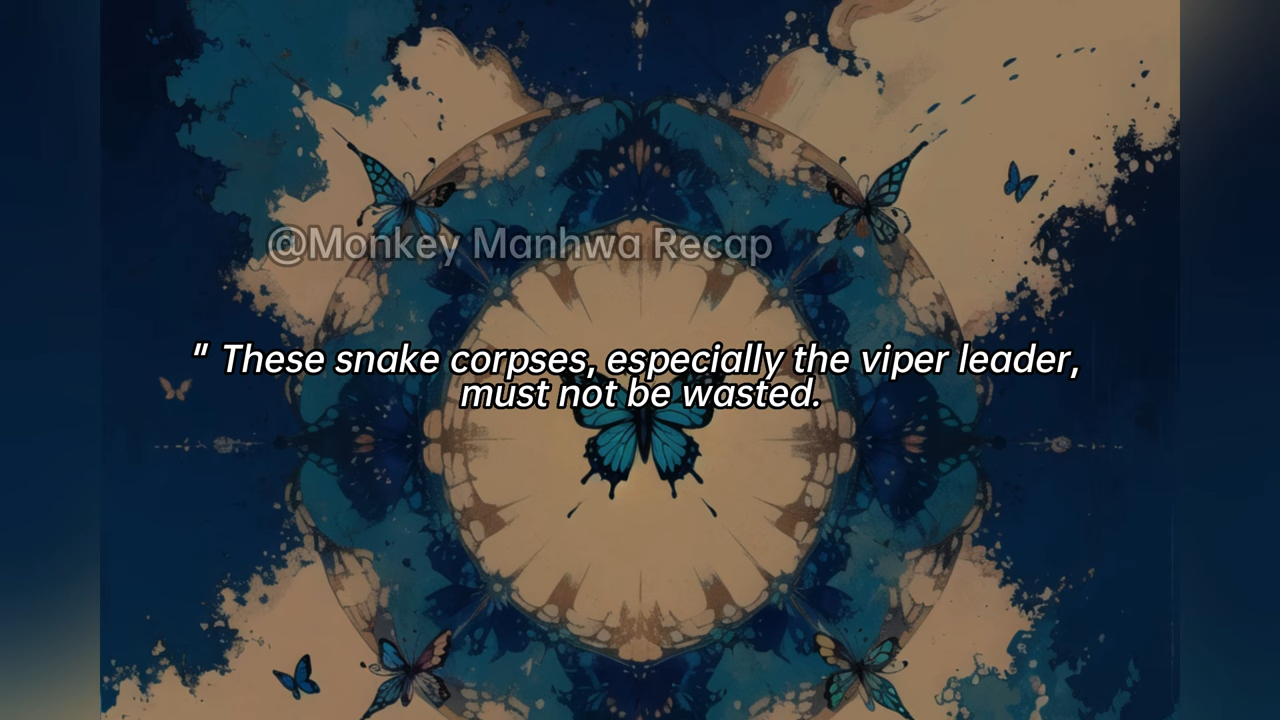 @Monkey Manhwa Recap
" These snake corpses, especially the viper leader,
must not be wasted.